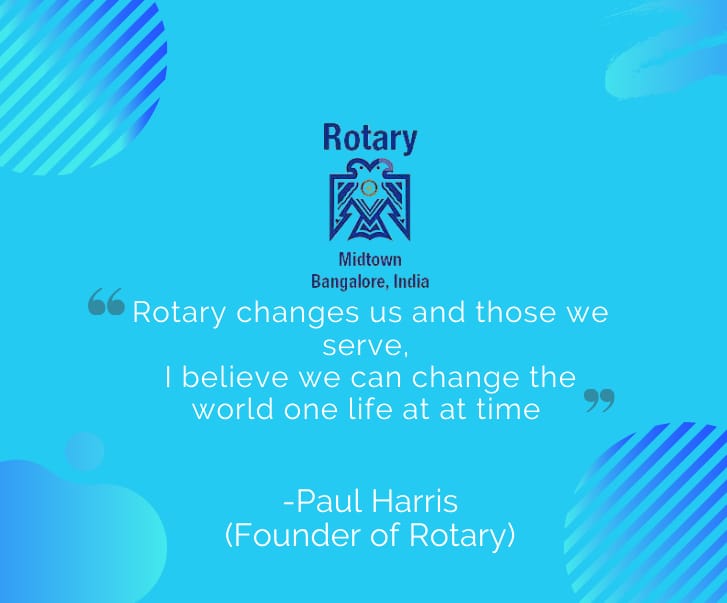 Rotary
Midtown
Bangalore, India
“Rotary changes us and those we
serve,
I believe we can change the
world one life at at time ”
-Paul Harris
(Founder of Rotary)